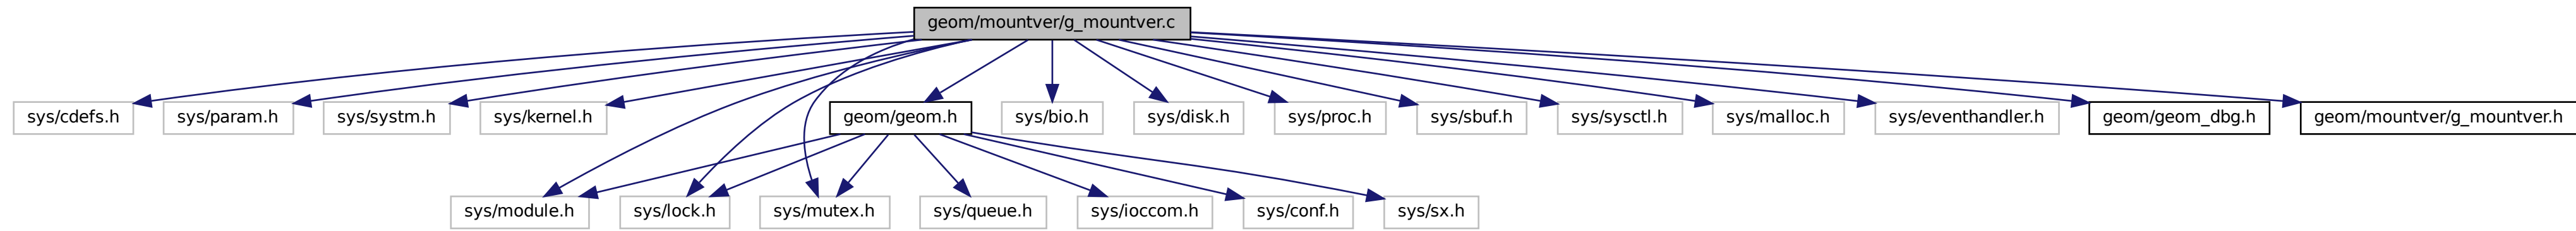 geom/mountver/g_mountver.c
sys/cdefs.h
sys/param.h
sys/systm.h
sys/kernel.h
geom/geom.h
sys/bio.h
sys/disk.h
sys/proc.h
sys/sbuf.h
sys/sysctl.h
sys/malloc.h
sys/eventhandler.h
geom/geom_dbg.h
geom/mountver/g_mountver.h
sys/module.h
sys/lock.h
sys/mutex.h
sys/queue.h
sys/ioccom.h
sys/conf.h
sys/sx.h